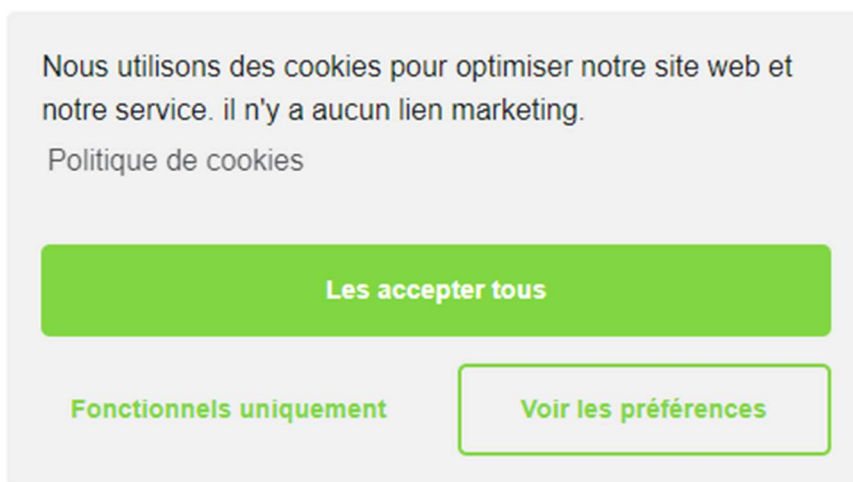 Nous utilisons des cookies pour optimiser notre site web et
notre service. il n'y a aucun lien marketing.
Politique de cookies
Les accepter tous
Fonctionnels uniquement
Voir les préférences